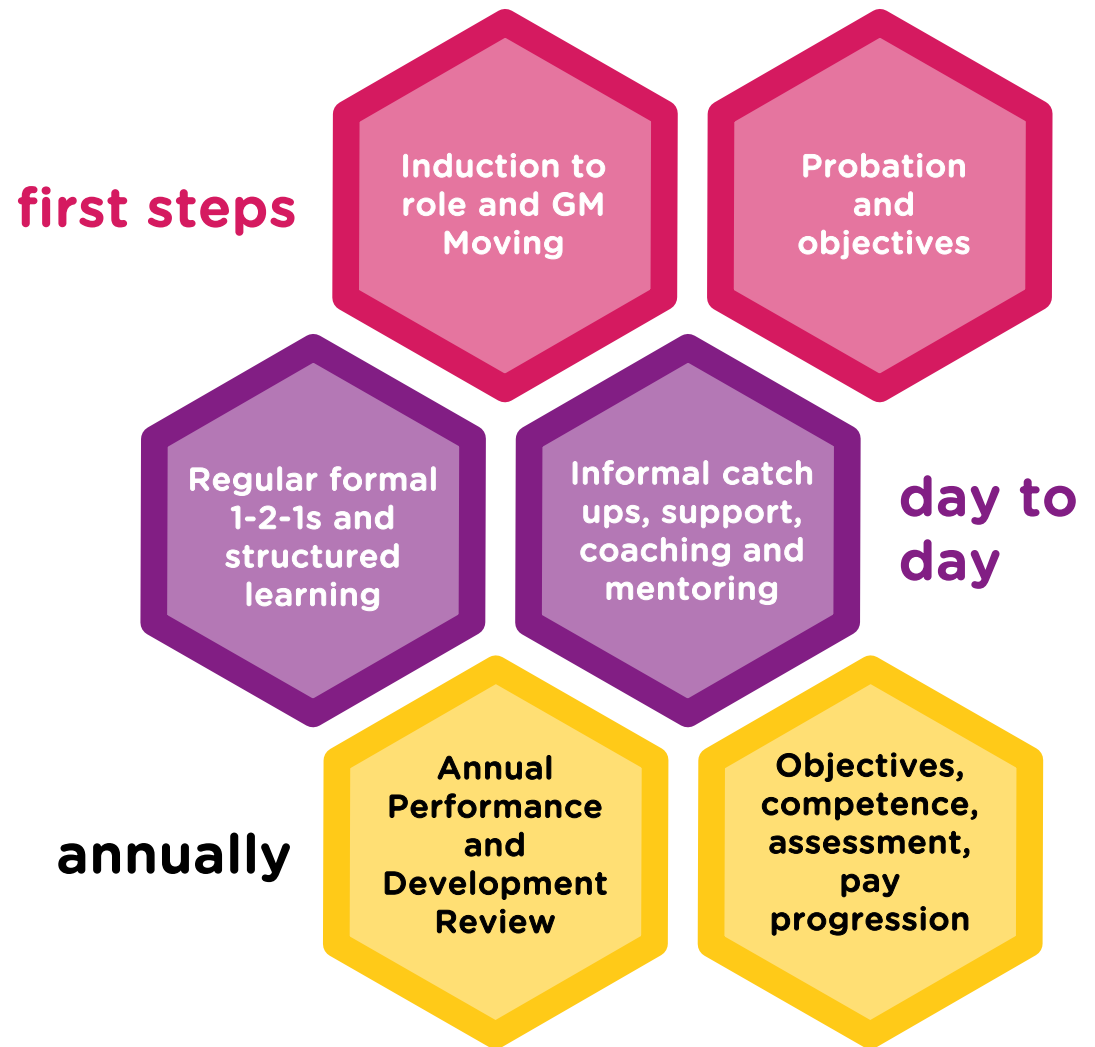 first steps
Induction to
role and GM
Moving
Probation
and
objectives
Regular formal
1-2-1s and
structured
learning
Informal catch
ups, support,
coaching and
mentoring
day to
day
annually
Annual
Performance
and
Development
Review
Objectives,
competence,
assessment,
pay
progression